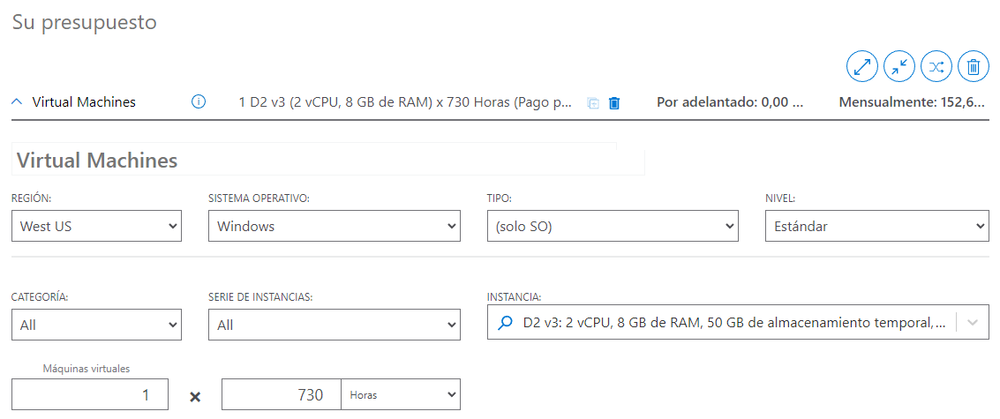 Su presupuesto
Virtual Machines 1 D2 v3 (2 vCPU, 8 GB de RAM) x 730 Horas (Pago p... Por adelantado: 0,00 ... Mensualmente: 152,6...
Virtual Machines
REGIÓN: SISTEMA OPERATIVO: TIPO: NIVEL:
West US Windows (solo SO) Estándar
CATEGORÍA: SERIE DE INSTANCIAS: INSTANCIA:
All All D2 v3: 2 vCPU, 8 GB de RAM, 50 GB de almacenamiento temporal,...
Máquinas virtuales
1 × 730 Horas